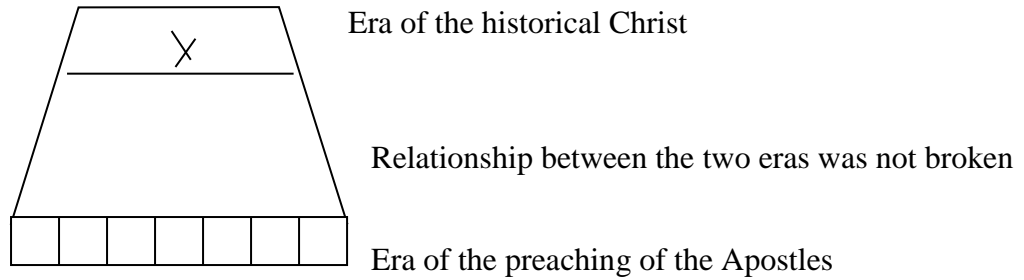 Era of the historical Christ
X
Relationship between the two eras was not broken
Era of the preaching of the Apostles